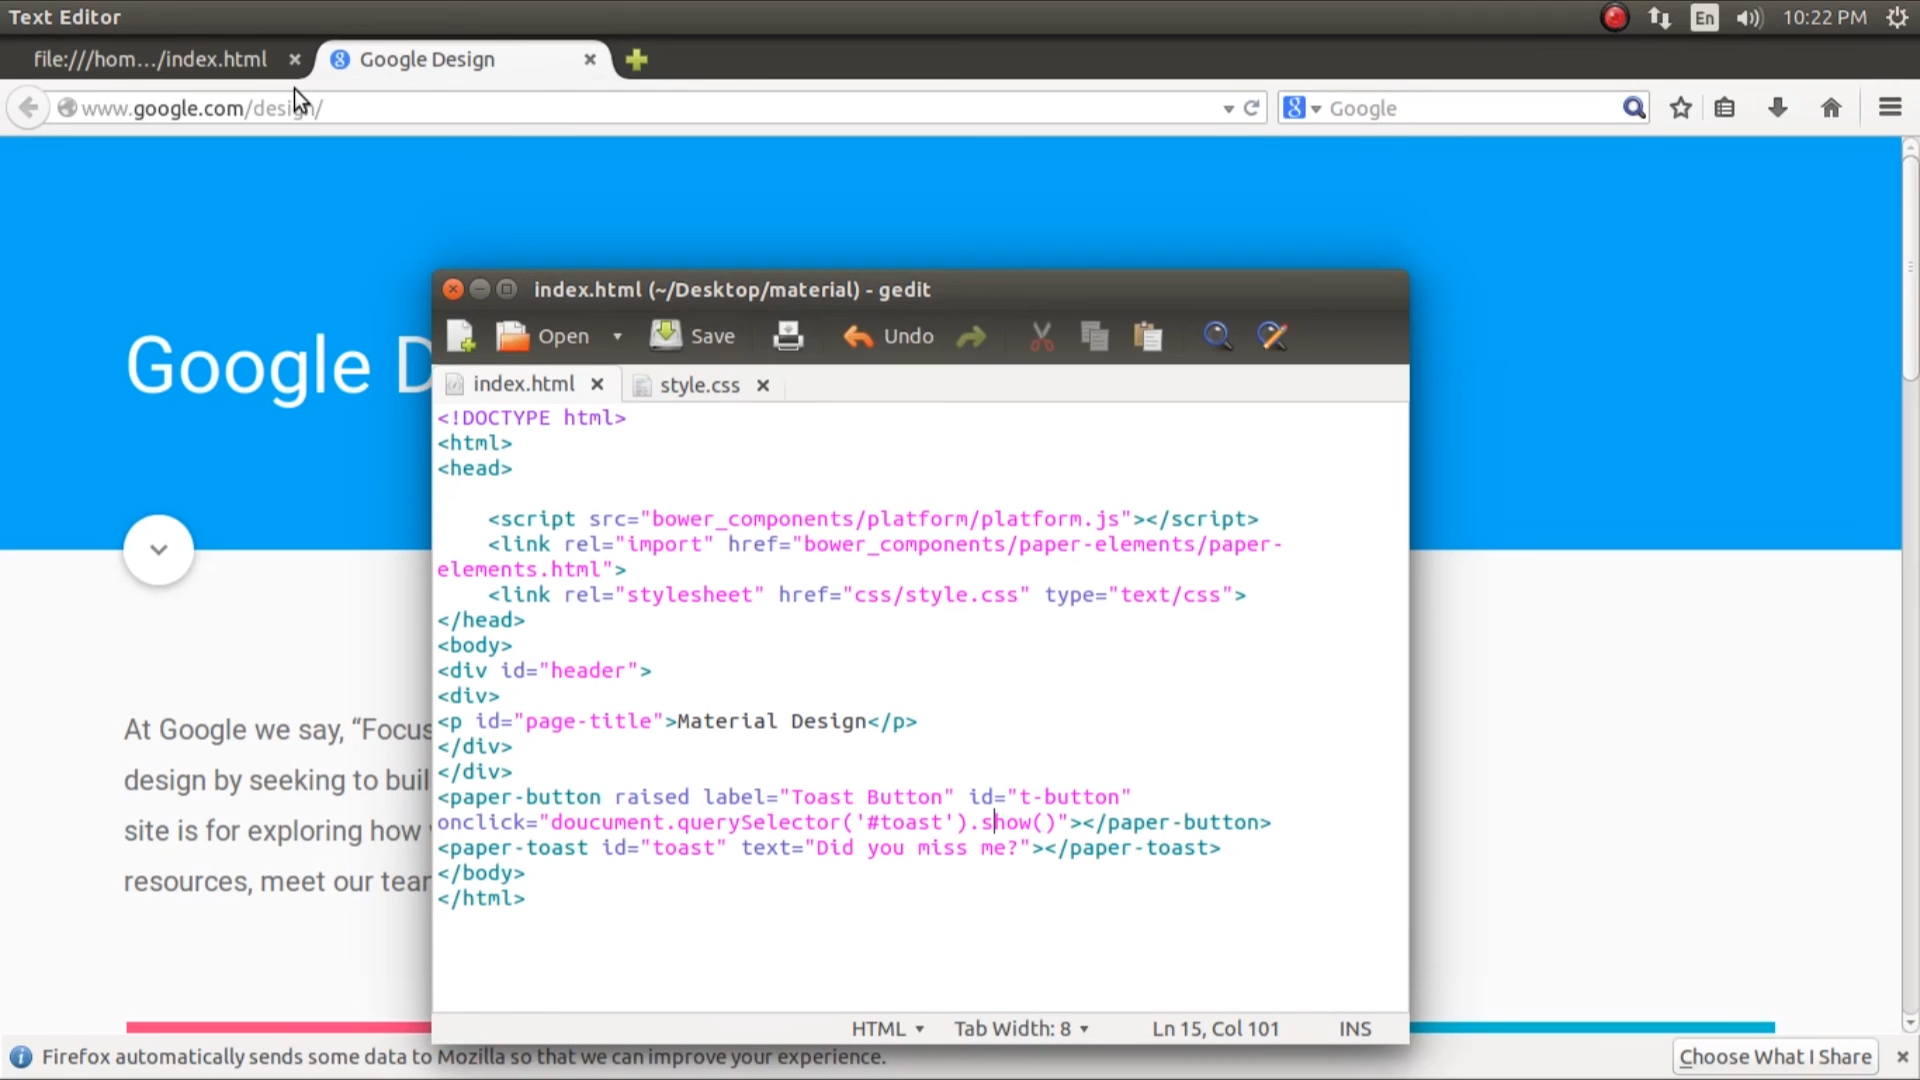 Text Editor
En
10:22 PM
file:///hom.../index.html
Google Design
www.google.com/design/
Google
index.html (~/Desktop/material) - gedit
Open
Save
Undo
index.html
style.css
Google D
<!DOCTYPE html>
<html>
<head>
<script src="bower_components/platform/platform.js"></script>
<link rel="import" href="bower_components/paper-elements/paper-
elements.html">
<link rel="stylesheet" href="css/style.css" type="text/css">
</head>
<body>
<div id="header">
<div>
<p id="page-title">Material Design</p>
</div>
</div>
<paper-button raised label="Toast Button" id="t-button"
onclick="doucument.querySelector('#toast').show()"></paper-button>
<paper-toast id="toast" text="Did you miss me?"></paper-toast>
</body>
</html>
At Google we say, “Focus
design by seeking to buil
site is for exploring how
resources, meet our tear
HTML
Tab Width: 8
Ln 15, Col 101
INS
Firefox automatically sends some data to Mozilla so that we can improve your experience.
Choose What I Share